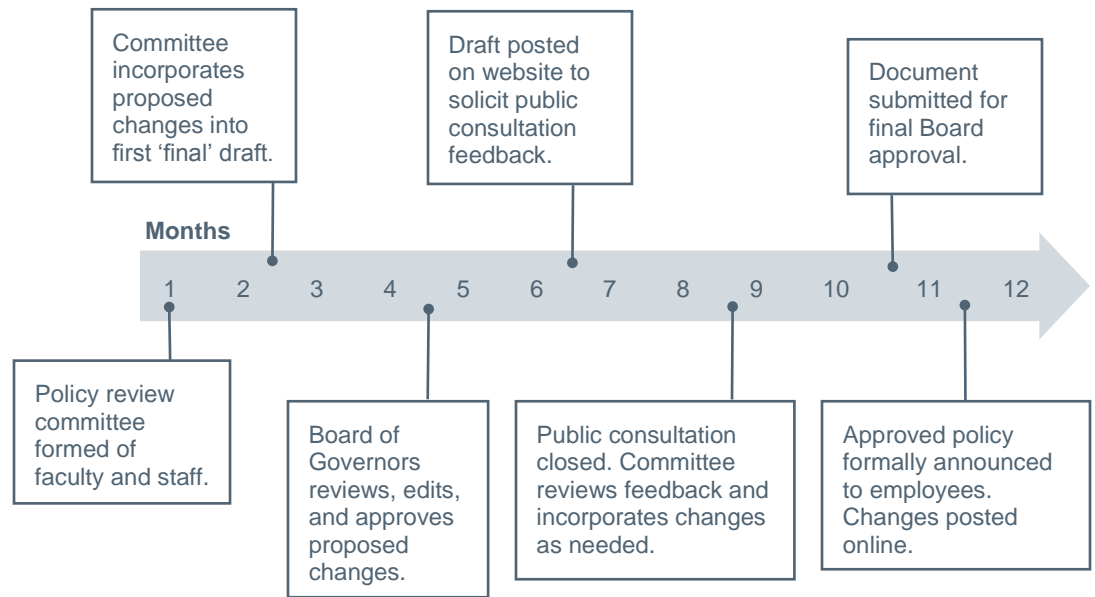 Committee
incorporates
proposed
changes into
first ‘final’ draft.
Draft posted
on website to
solicit public
consultation
feedback.
Document
submitted for
final Board
approval.
Months
1 2 3 4 5 6 7 8 9 10 11 12
Policy review
committee
formed of
faculty and staff.
Board of
Governors
reviews, edits,
and approves
proposed
changes.
Public consultation
closed. Committee
reviews feedback and
incorporates changes
as needed.
Approved policy
formally announced
to employees.
Changes posted
online.